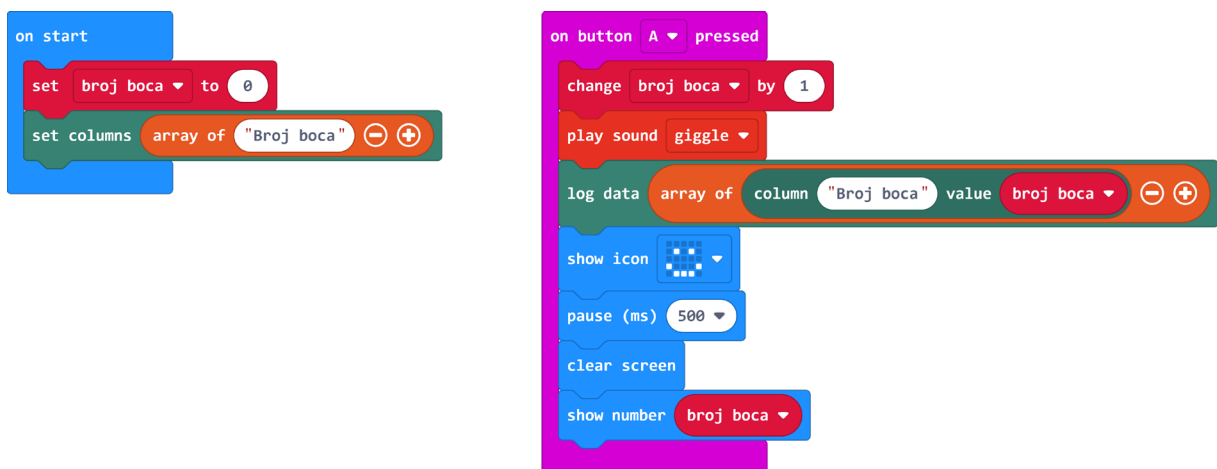 on start
set broj boca to 0
set columns array of "Broj boca"
on button A pressed
change broj boca by 1
play sound giggle
log data array of column "Broj boca" value broj boca
show icon
pause (ms) 500
clear screen
show number broj boca